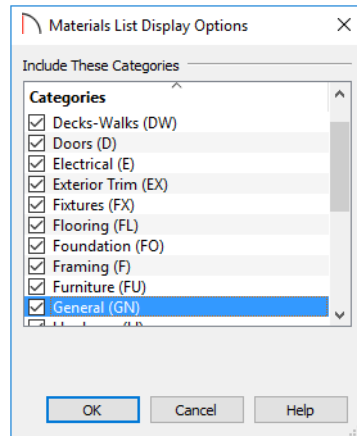 Materials List Display Options
Include These Categories
Categories
Decks-Walks (DW)
Doors (D)
Electrical (E)
Exterior Trim (EX)
Fixtures (FX)
Flooring (FL)
Foundation (FO)
Framing (F)
Furniture (FU)
General (GN)
OK Cancel Help